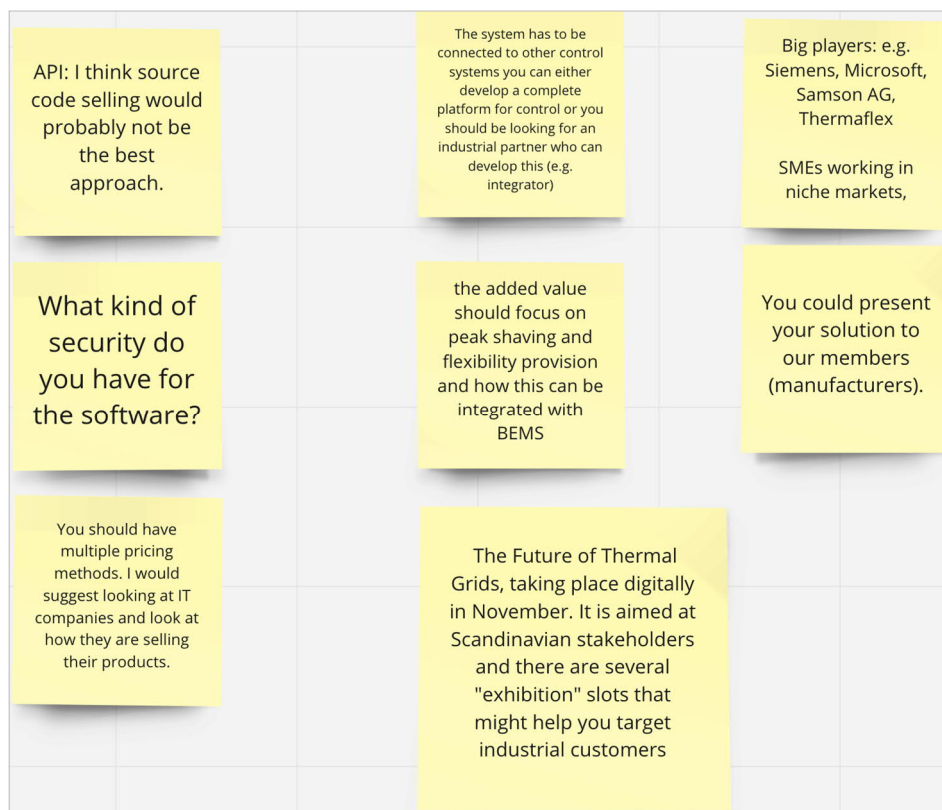 API: I think source
code selling would
probably not be
the best
approach.
What kind of
security do
you have for
the software?
You should have
multiple pricing
methods. I would
suggest looking at IT
companies and look at
how they are selling
their products.
The system has to be
connected to other control
systems you can either
develop a complete
platform for control or you
should be looking for an
industrial partner who can
develop this (e.g.
integrator)
the added value
should focus on
peak shaving and
flexibility provision
and how this can be
integrated with
BEMS
The Future of Thermal
Grids, taking place digitally
in November. It is aimed at
Scandinavian stakeholders
and there are several
"exhibition" slots that
might help you target
industrial customers
Big players: e.g.
Siemens, Microsoft,
Samson AG,
Thermaflex
SMEs working in
niche markets,
You could present
your solution to
our members
(manufacturers).